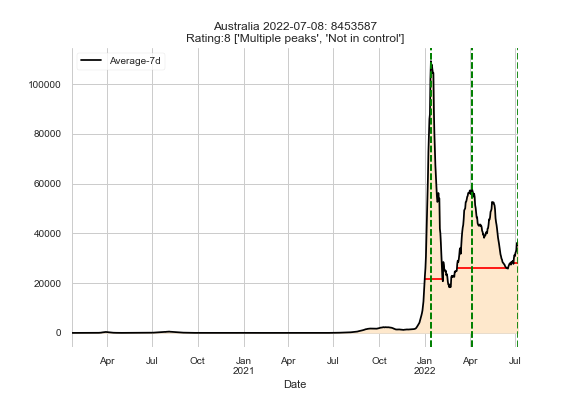 Australia 2022-07-08: 8453587
Rating:8 ['Multiple peaks', 'Not in control']
Average-7d
100000
80000
60000
40000
20000
0
Apr Jul Oct Jan Apr Jul Oct Jan Apr Jul
2021 2022
Date